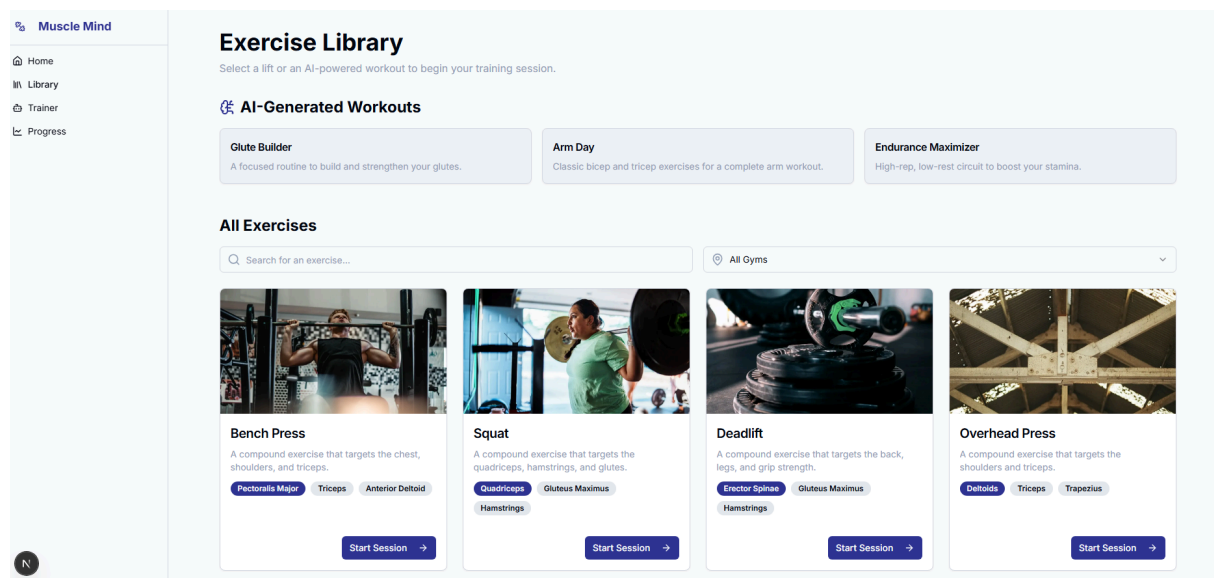 Muscle Mind
Home
Library
Trainer
Progress
Exercise Library
Select a lift or an AI-powered workout to begin your training session.
AI-Generated Workouts
Glute Builder
A focused routine to build and strengthen your glutes.
Arm Day
Classic bicep and tricep exercises for a complete arm workout.
Endurance Maximizer
High-rep, low-rest circuit to boost your stamina.
All Exercises
Search for an exercise...
All Gyms
Bench Press
A compound exercise that targets the chest,
shoulders, and triceps.
Pectoralis Major
Triceps
Anterior Deltoid
Start Session
Squat
A compound exercise that targets the
quadriceps, hamstrings, and glutes.
Quadriceps
Gluteus Maximus
Hamstrings
Start Session
Deadlift
A compound exercise that targets the back,
legs, and grip strength.
Erector Spinae
Gluteus Maximus
Hamstrings
Start Session
Overhead Press
A compound exercise that targets the
shoulders and triceps.
Deltoids
Triceps
Trapezius
Start Session
N